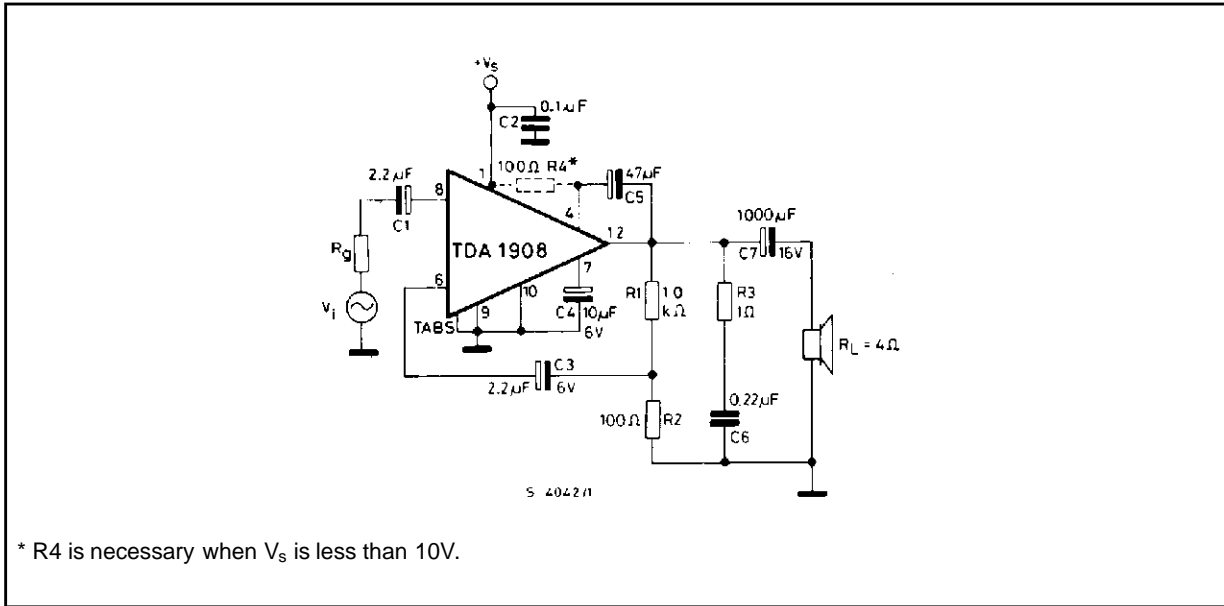 +Vs
0.1µF
C2
100Ω R4*
47µF
C5
2.2µF
C1
1
8
4
12
1000µF
C7 16V
TDA 1908
Rg
6
7
10
9
Vi
TABS
C4 10µF
6V
R1 10
kΩ
R3
1Ω
RL = 4Ω
C3
2.2µF 6V
100Ω R2
0.22µF
C6
S-4042/1
* R4 is necessary when Vs is less than 10V.